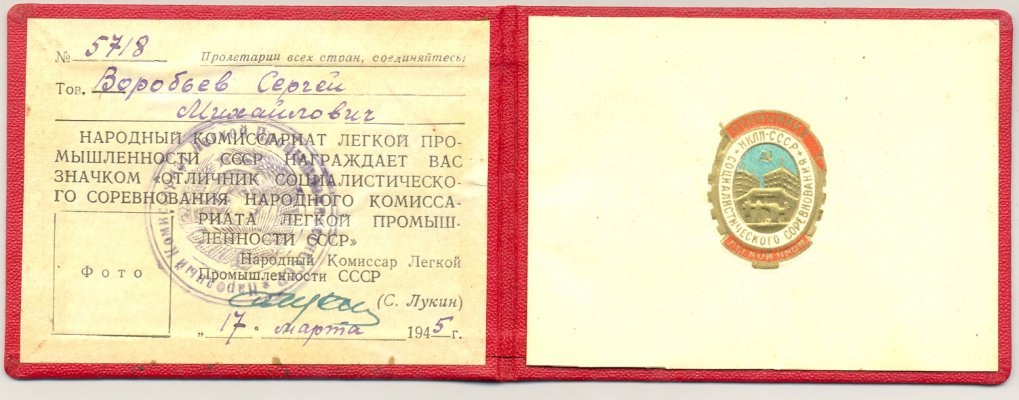 № 5718 Пролетарии всех стран, соединяйтесь!
Тов. Воробьев Сергей
Михайлович
НАРОДНЫЙ КОМИССАРИАТ ЛЕГКОЙ ПРО-
МЫШЛЕННОСТИ СССР НАГРАЖДАЕТ ВАС
ЗНАЧКОМ «ОТЛИЧНИК СОЦИАЛИСТИЧЕСКО-
ГО СОРЕВНОВАНИЯ НАРОДНОГО КОМИССА-
РИАТА ЛЕГКОЙ ПРОМЫШ-
ЛЕННОСТИ СССР»
Фото
Народный Комиссар Легкой
Промышленности СССР
(С. Лукин)
„17" марта 1945 г.
НКЛП-СССР
СОЦИАЛИСТИЧЕСКОГО СОРЕВНОВАНИЯ
ЛЕГКОЙ ПРОМ